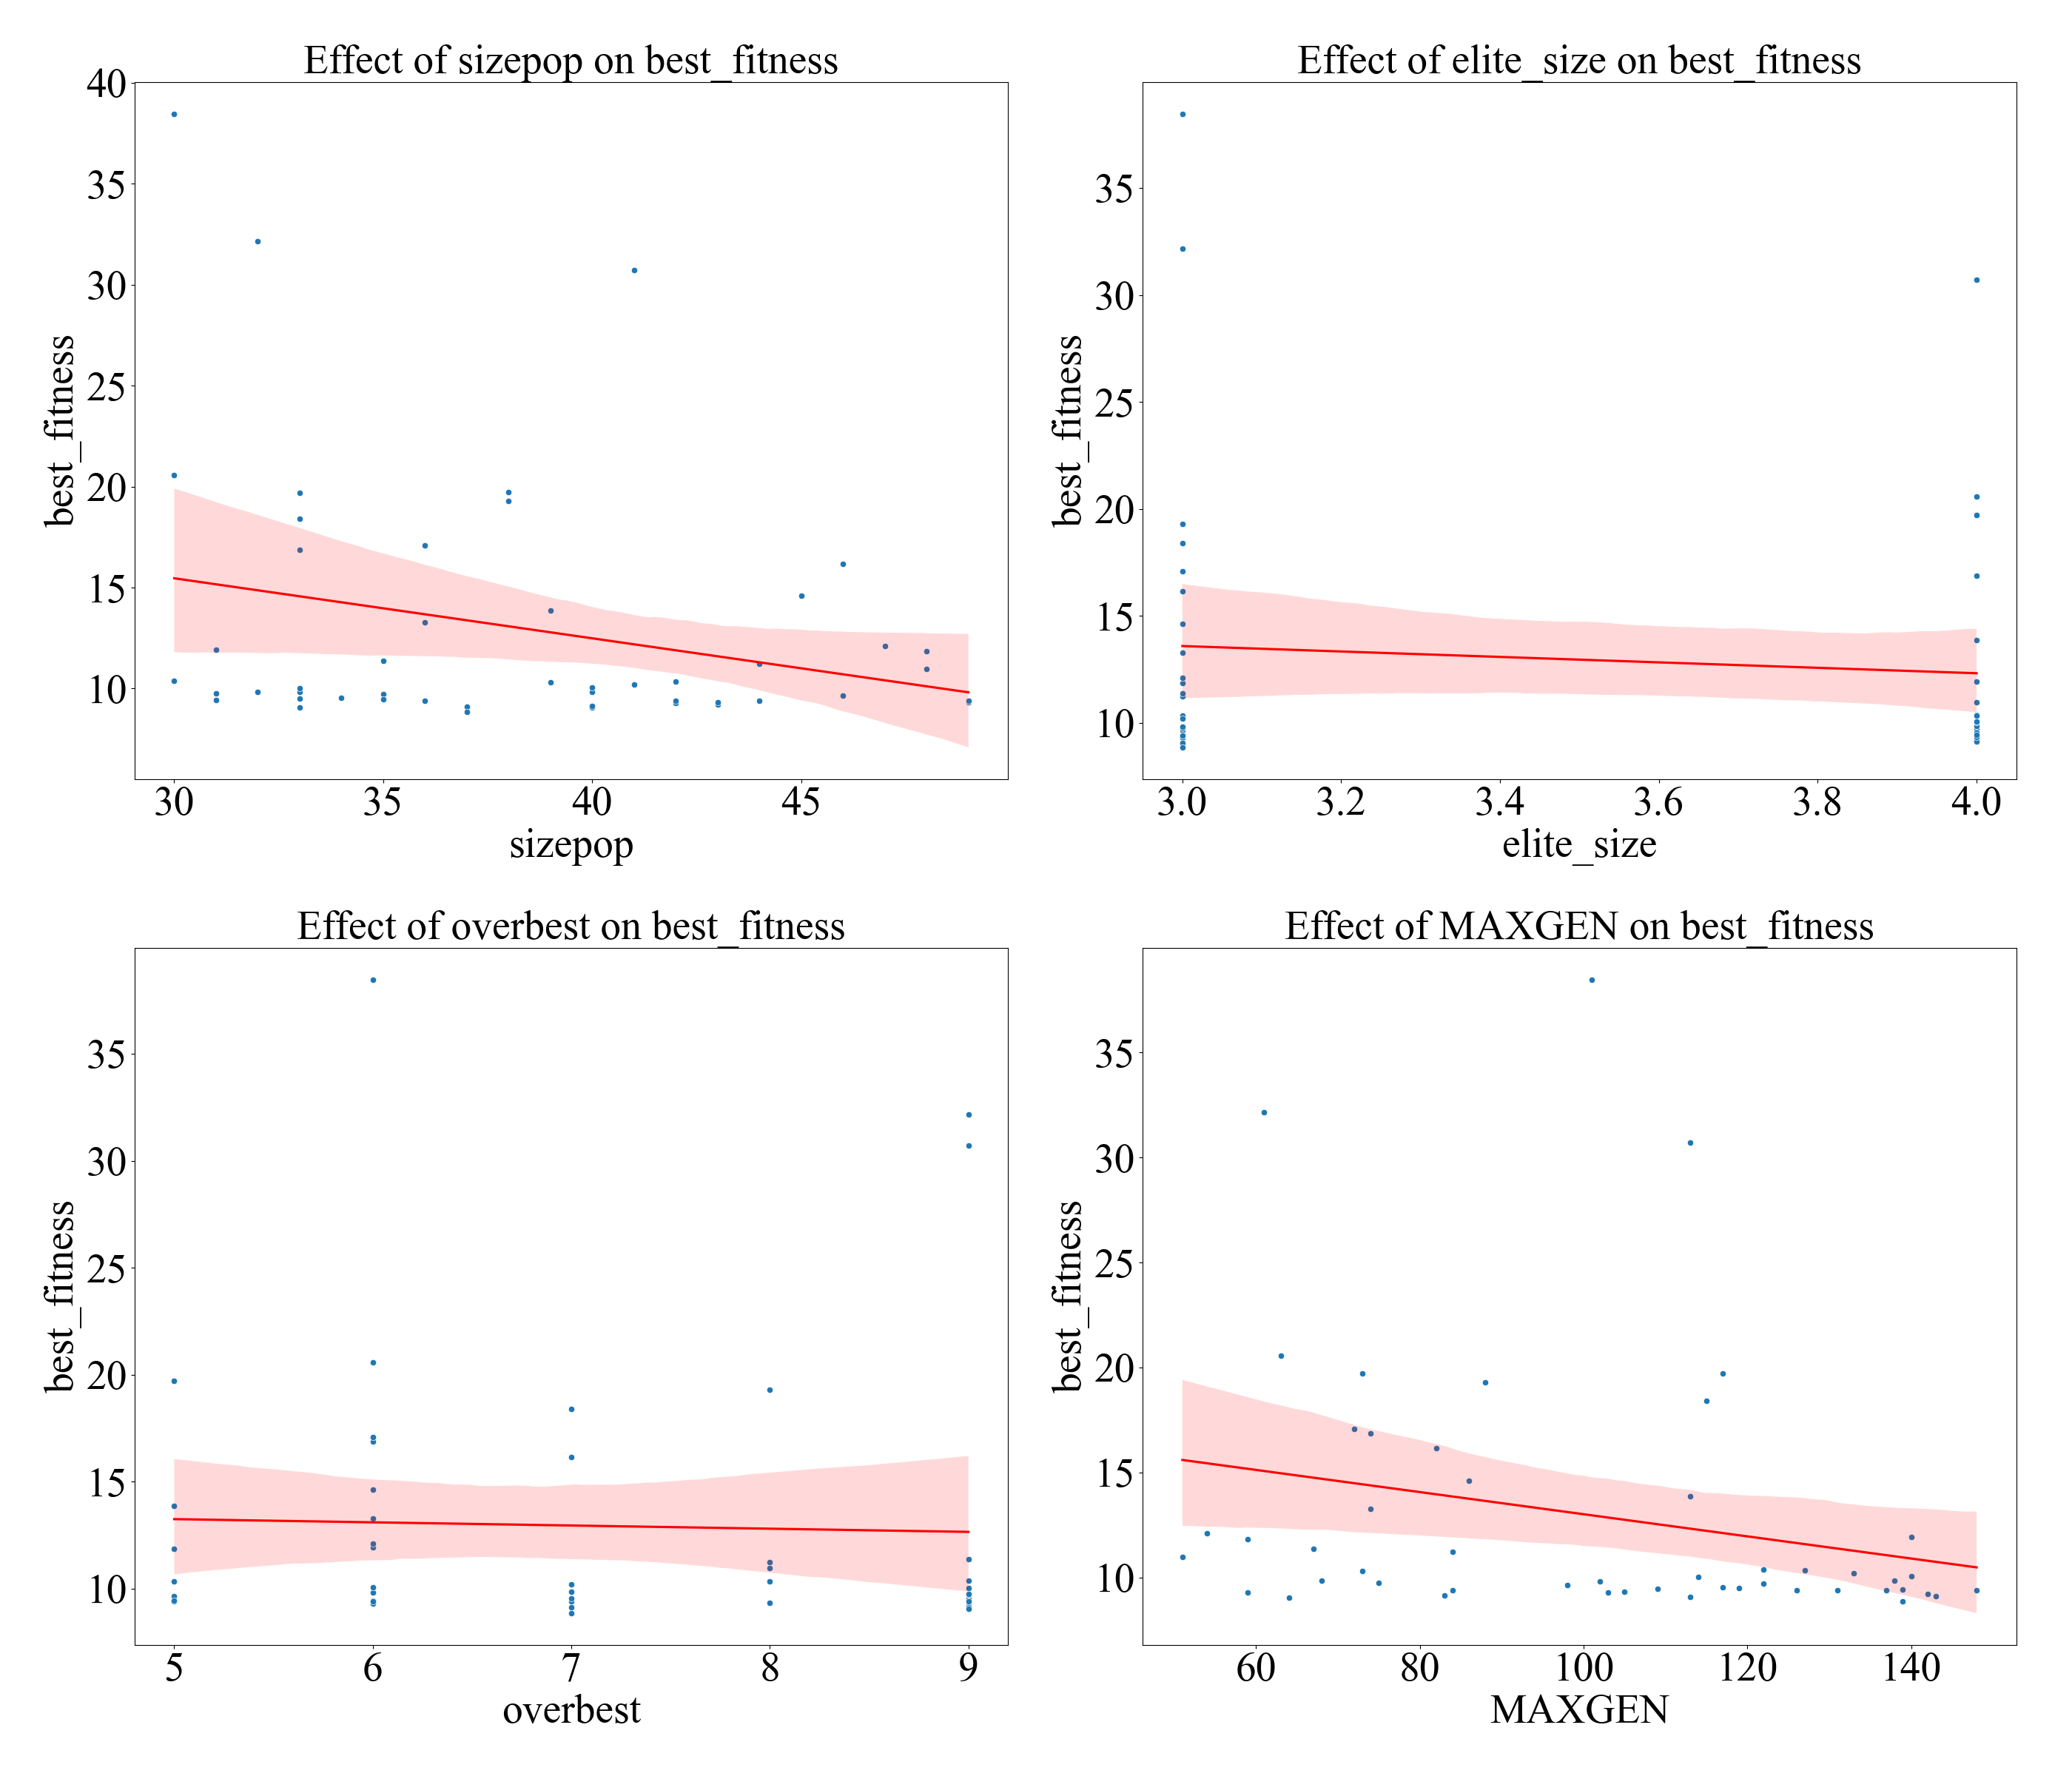 Effect of sizepop on best_fitness
40
35
30
25
20
15
10
best_fitness
30 35 40 45
sizepop
Effect of elite_size on best_fitness
35
30
25
20
15
10
best_fitness
3.0 3.2 3.4 3.6 3.8 4.0
elite_size
Effect of overbest on best_fitness
35
30
25
20
15
10
best_fitness
5 6 7 8 9
overbest
Effect of MAXGEN on best_fitness
35
30
25
20
15
10
best_fitness
60 80 100 120 140
MAXGEN